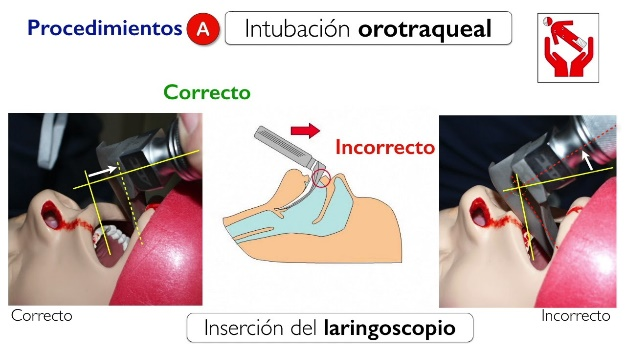 Procedimientos A Intubación orotraqueal
Correcto
Incorrecto
Correcto
Incorrecto
Inserción del laringoscopio